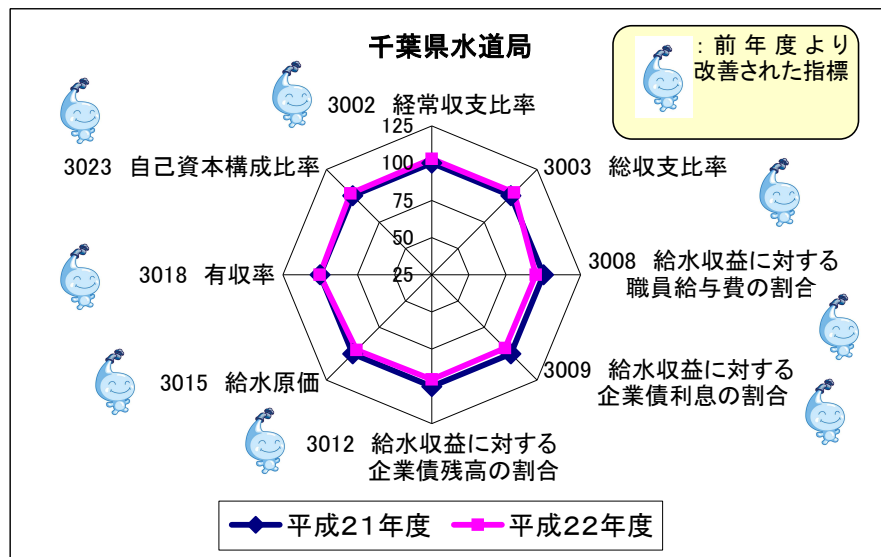 千葉県水道局
：前年度より
改善された指標
3002 経常収支比率
125
100
75
50
25
3003 総収支比率
3008 給水収益に対する
職員給与費の割合
3009 給水収益に対する
企業債利息の割合
3012 給水収益に対する
企業債残高の割合
3015 給水原価
3018 有収率
3023 自己資本構成比率
平成21年度
平成22年度